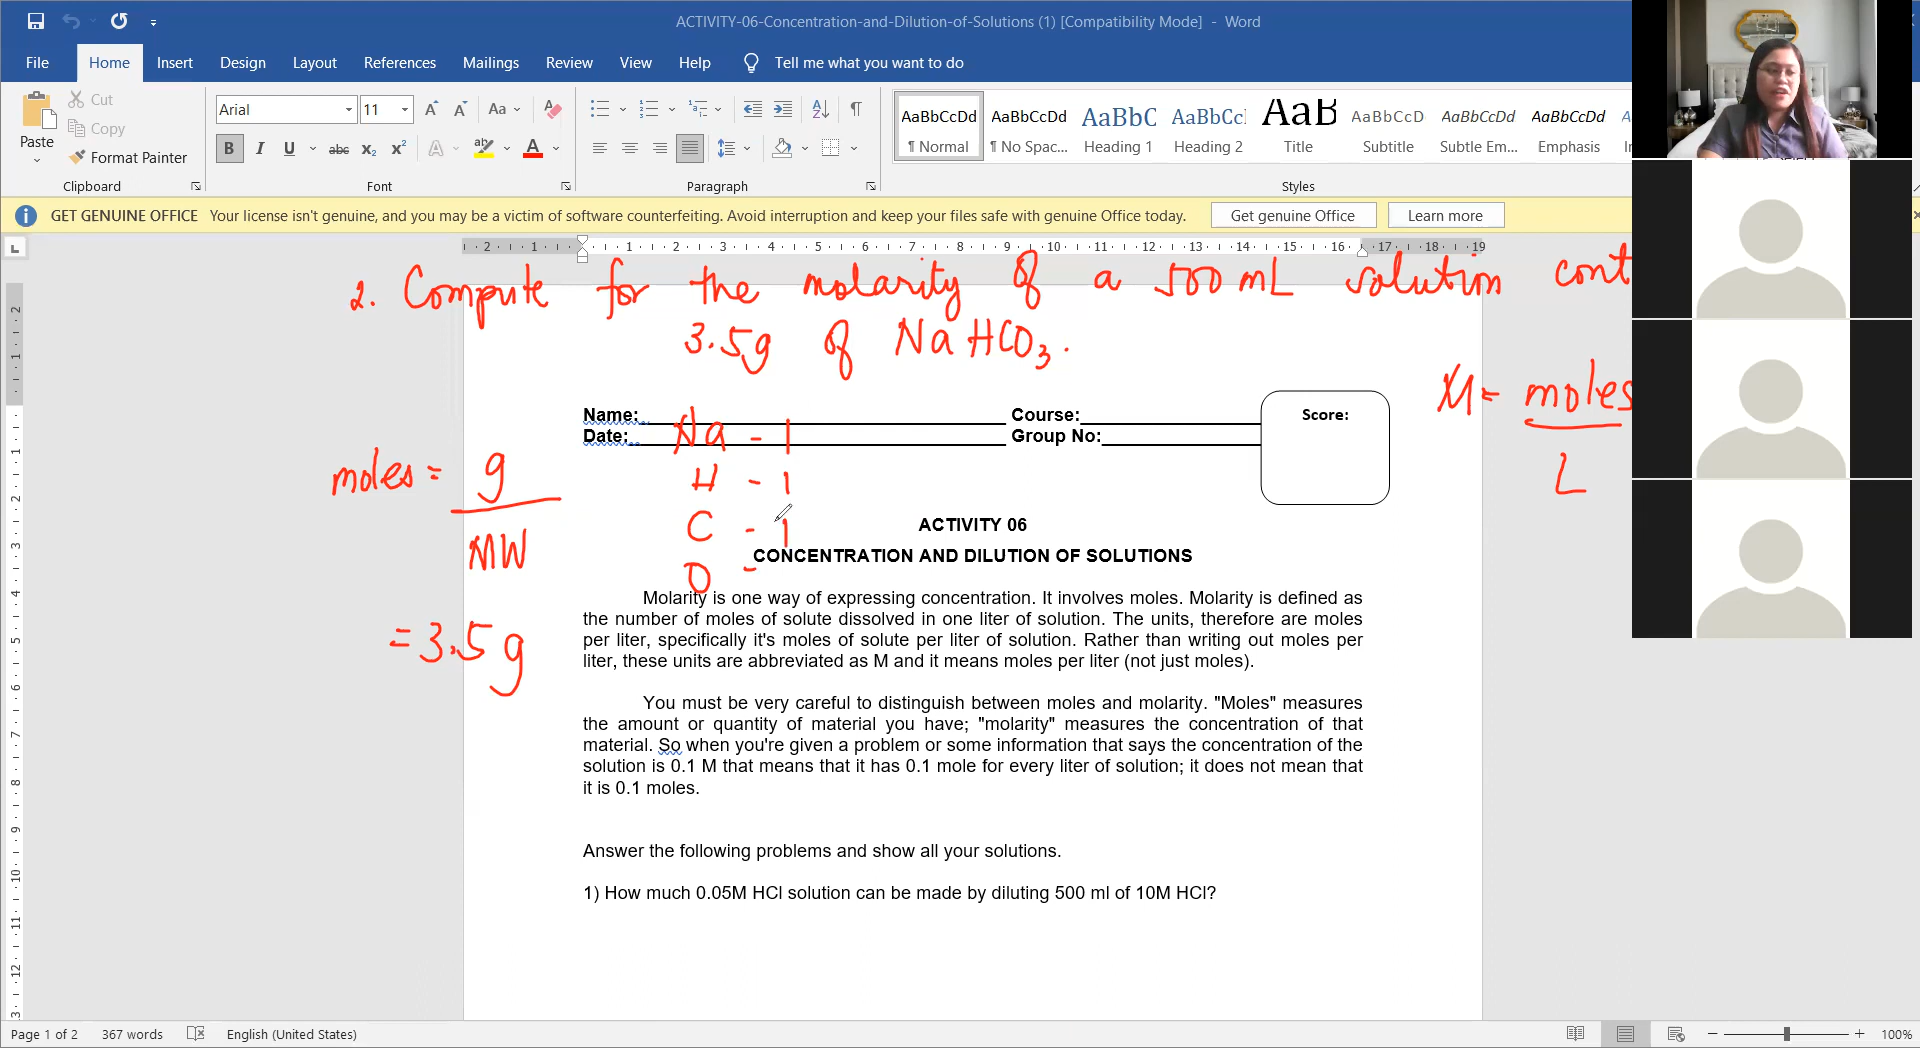 ACTIVITY-06-Concentration-and-Dilution-of-Solutions (1) [Compatibility Mode] - Word
File Home Insert Design Layout References Mailings Review View Help Tell me what you want to do
Paste Cut Copy Format Painter
Clipboard
Arial 11
Font
Paragraph
AaBbCcDd AaBbCcDd AaBbC AaBbCcI AaB AaBbCcD AaBbCcDd AaBbCcDd
¶ Normal ¶ No Spac... Heading 1 Heading 2 Title Subtitle Subtle Em... Emphasis
Styles
GET GENUINE OFFICE Your license isn't genuine, and you may be a victim of software counterfeiting. Avoid interruption and keep your files safe with genuine Office today. Get genuine Office Learn more
2. Compute for the molarity of a 500 mL solution cont
3.5g of NaHCO3.
M = moles
L
Name: Course: Score:
Date: Group No:
moles = g
MW
= 3.5 g
Na - 1
H - 1
C - 1
O -
ACTIVITY 06
CONCENTRATION AND DILUTION OF SOLUTIONS
Molarity is one way of expressing concentration. It involves moles. Molarity is defined as
the number of moles of solute dissolved in one liter of solution. The units, therefore are moles
per liter, specifically it's moles of solute per liter of solution. Rather than writing out moles per
liter, these units are abbreviated as M and it means moles per liter (not just moles).
You must be very careful to distinguish between moles and molarity. "Moles" measures
the amount or quantity of material you have; "molarity" measures the concentration of that
material. So when you're given a problem or some information that says the concentration of the
solution is 0.1 M that means that it has 0.1 mole for every liter of solution; it does not mean that
it is 0.1 moles.
Answer the following problems and show all your solutions.
1) How much 0.05M HCl solution can be made by diluting 500 ml of 10M HCl?
Page 1 of 2 367 words English (United States) 100%